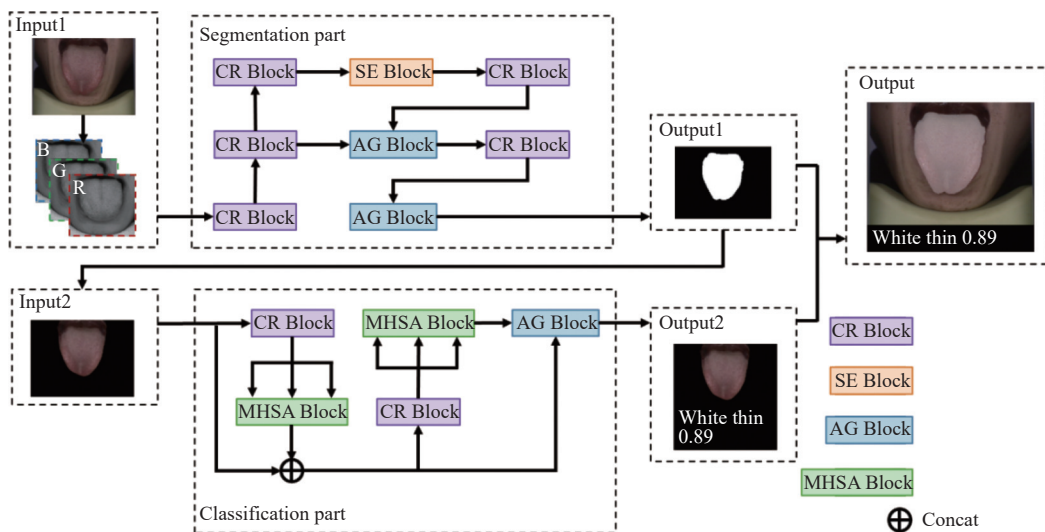 Input1
B
G
R
Segmentation part
CR Block
SE Block
CR Block
CR Block
AG Block
CR Block
CR Block
AG Block
Output1
Output
White thin 0.89
Input2
CR Block
MHSA Block
AG Block
MHSA Block
CR Block
Classification part
Output2
White thin
0.89
CR Block
SE Block
AG Block
MHSA Block
Concat